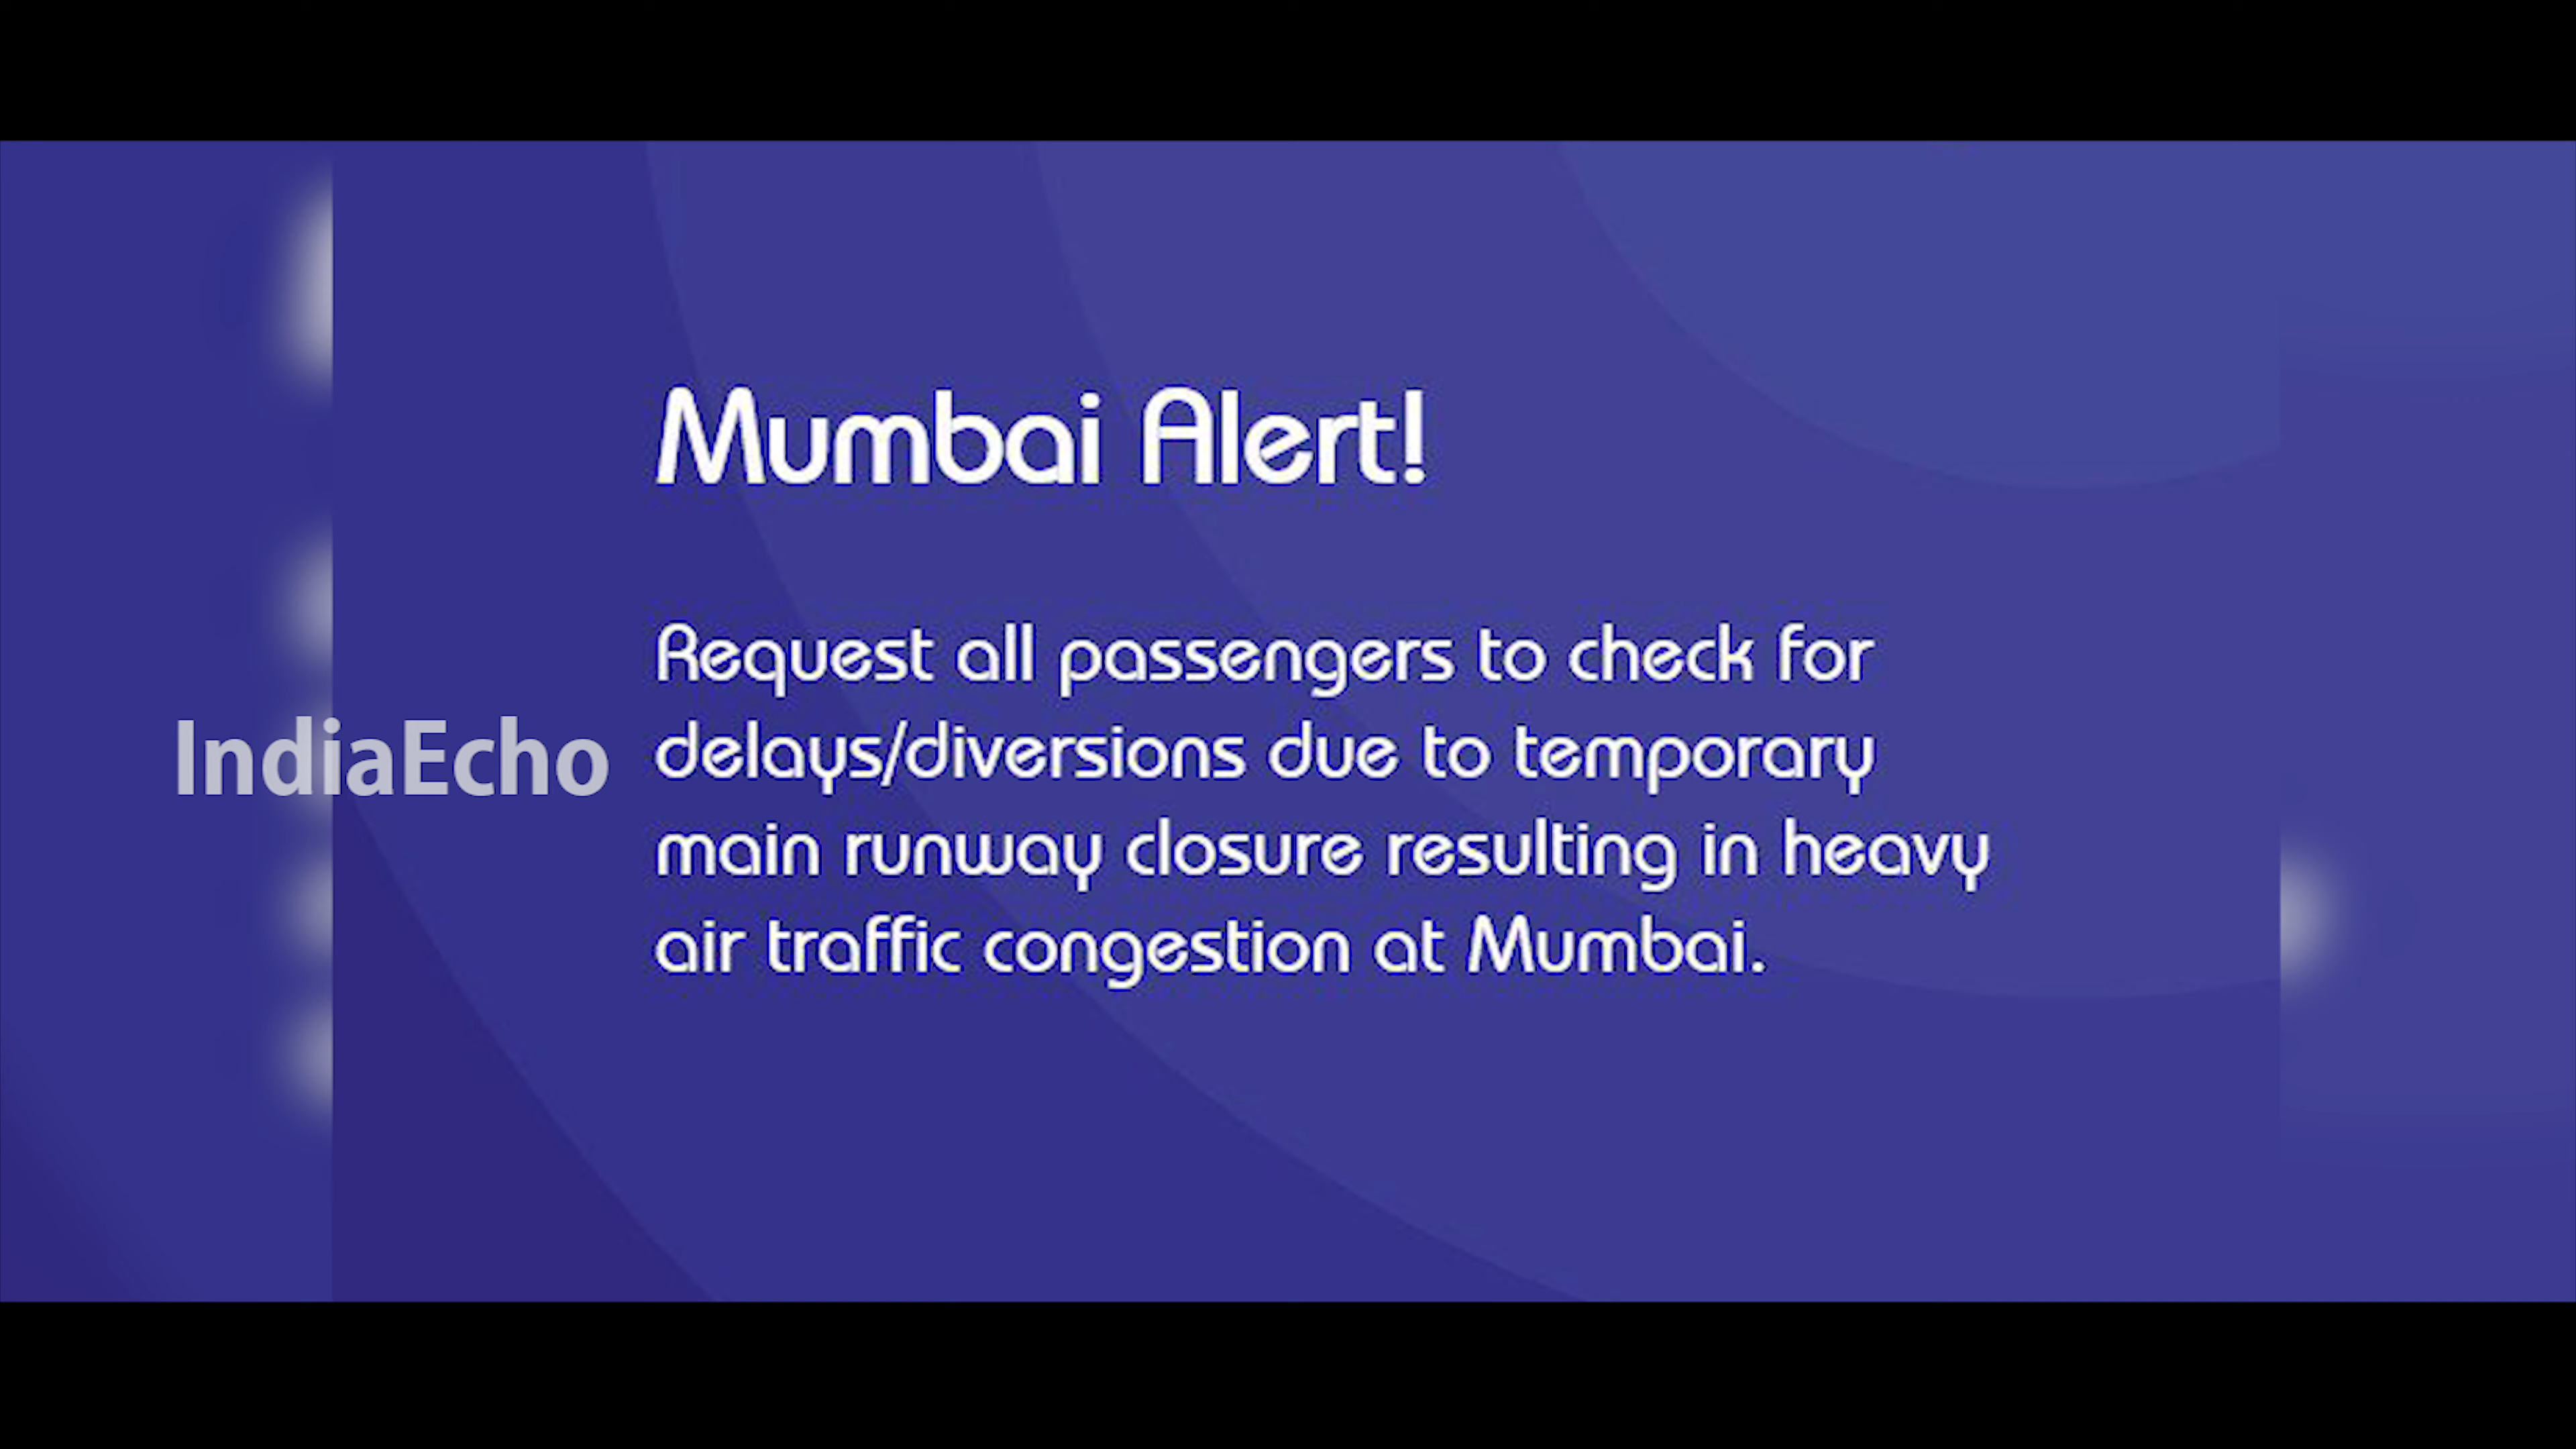 Mumbai Alert!
Request all passengers to check for
delays/diversions due to temporary
main runway closure resulting in heavy
air traffic congestion at Mumbai.
IndiaEcho